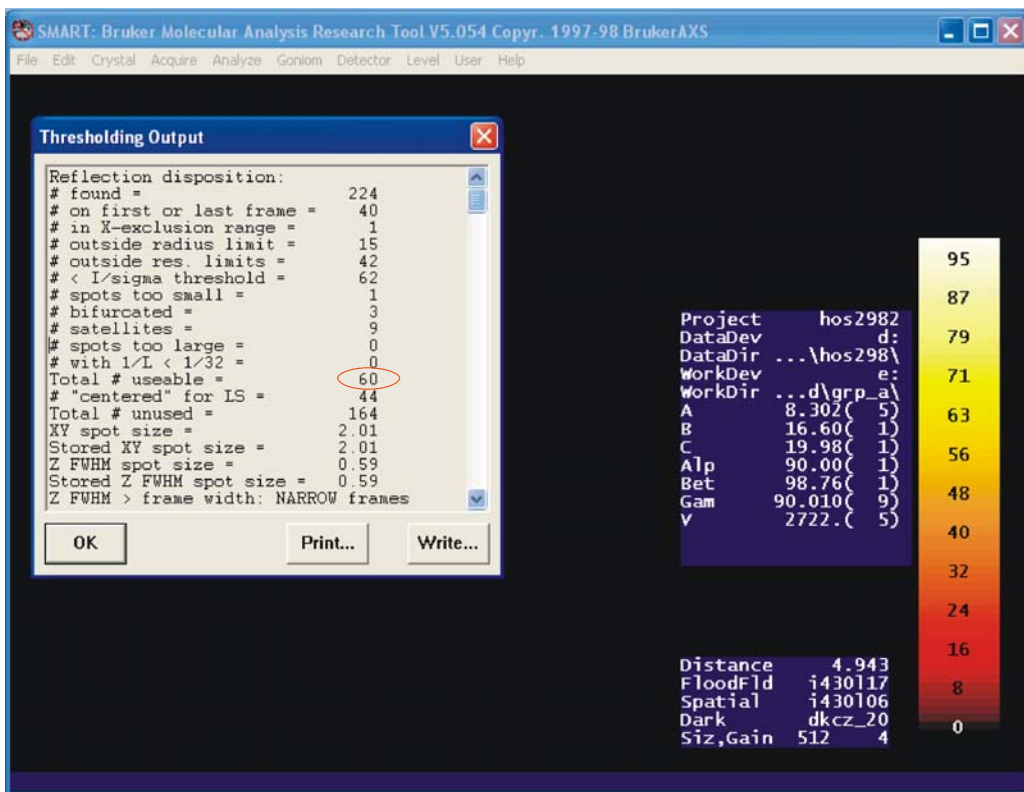 SMART: Bruker Molecular Analysis Research Tool V5.054 Copyr. 1997-98 BrukerAXS
File Edit Crystal Acquire Analyze Goniom Detector Level User Help
Thresholding Output
Reflection disposition:
# found = 224
# on first or last frame = 40
# in X-exclusion range = 1
# outside radius limit = 15
# outside res. limits = 42
# < I/sigma threshold = 62
# spots too small = 1
# bifurcated = 3
# satellites = 9
# spots too large = 0
# with 1/L < 1/32 = 0
Total # useable = 60
# "centered" for LS = 44
Total # unused = 164
XY spot size = 2.01
Stored XY spot size = 2.01
Z FWHM spot size = 0.59
Stored Z FWHM spot size = 0.59
Z FWHM > frame width: NARROW frames
OK Print... Write...
Project hos2982
DataDev d:
DataDir ...\hos298\
WorkDev e:
WorkDir ...d\grp_a\
A 8.302( 5)
B 16.60( 1)
C 19.98( 1)
Alp 90.00( 1)
Bet 98.76( 1)
Gam 90.010( 9)
V 2722.( 5)
Distance 4.943
FloodFld i430l17
Spatial i430l06
Dark dkcz_20
Siz,Gain 512 4
95
87
79
71
63
56
48
40
32
24
16
8
0